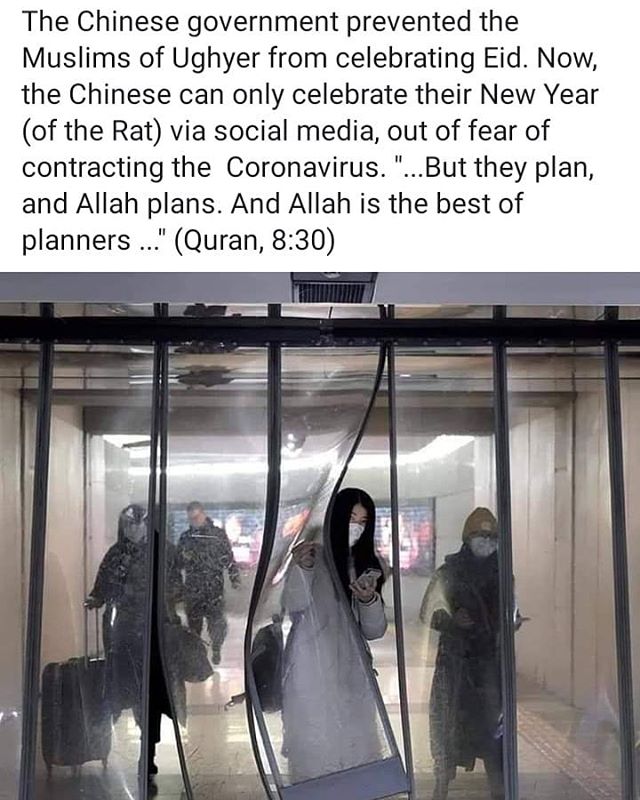 The Chinese government prevented the
Muslims of Ughyer from celebrating Eid. Now,
the Chinese can only celebrate their New Year
(of the Rat) via social media, out of fear of
contracting the  Coronavirus. "...But they plan,
and Allah plans. And Allah is the best of
planners ..." (Quran, 8:30)